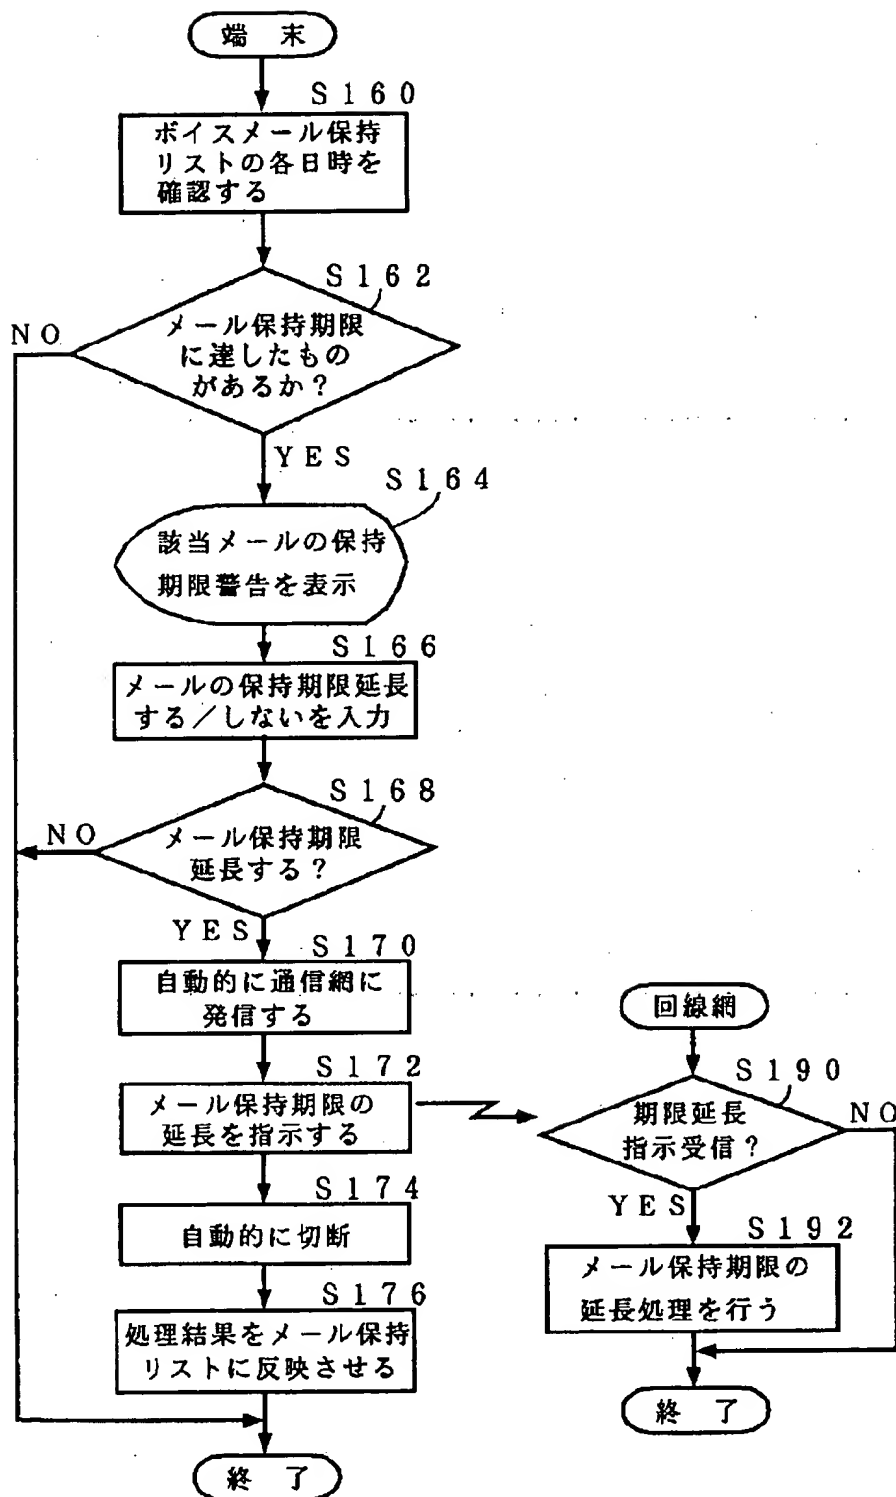 端 末
S160
ボイスメール保持
リストの各日時を
確認する
S162
メール保持期限
に達したもの
があるか？
NO
YES
S164
該当メールの保持
期限警告を表示
S166
メールの保持期限延長
する／しないを入力
S168
メール保持期限
延長する？
NO
YES
S170
自動的に通信網に
発信する
S172
メール保持期限の
延長を指示する
S174
自動的に切断
S176
処理結果をメール保持
リストに反映させる
終 了
回線網
S190
期限延長
指示受信？
NO
YES
S192
メール保持期限の
延長処理を行う
終 了